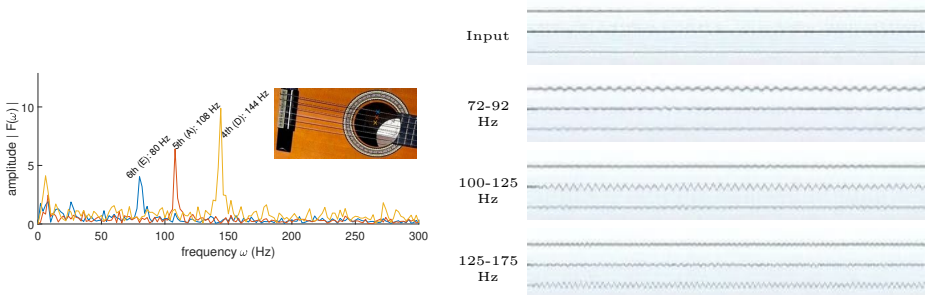 amplitude | F(ω) |
10
5
0
0
50
100
150
200
250
300
frequency ω (Hz)
6th (E): 80 Hz
5th (A): 108 Hz
4th (D): 144 Hz
Input
72-92
Hz
100-125
Hz
125-175
Hz